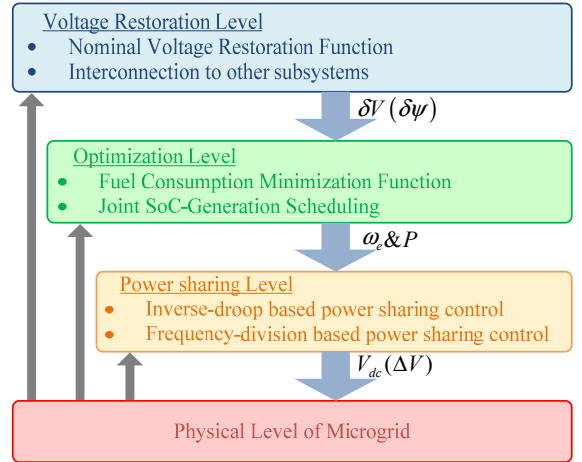 Voltage Restoration Level
• Nominal Voltage Restoration Function
• Interconnection to other subsystems
δV (δψ)
Optimization Level
• Fuel Consumption Minimization Function
• Joint SoC-Generation Scheduling
ωₑ&P
Power sharing Level
• Inverse-droop based power sharing control
• Frequency-division based power sharing control
V_dc(ΔV)
Physical Level of Microgrid